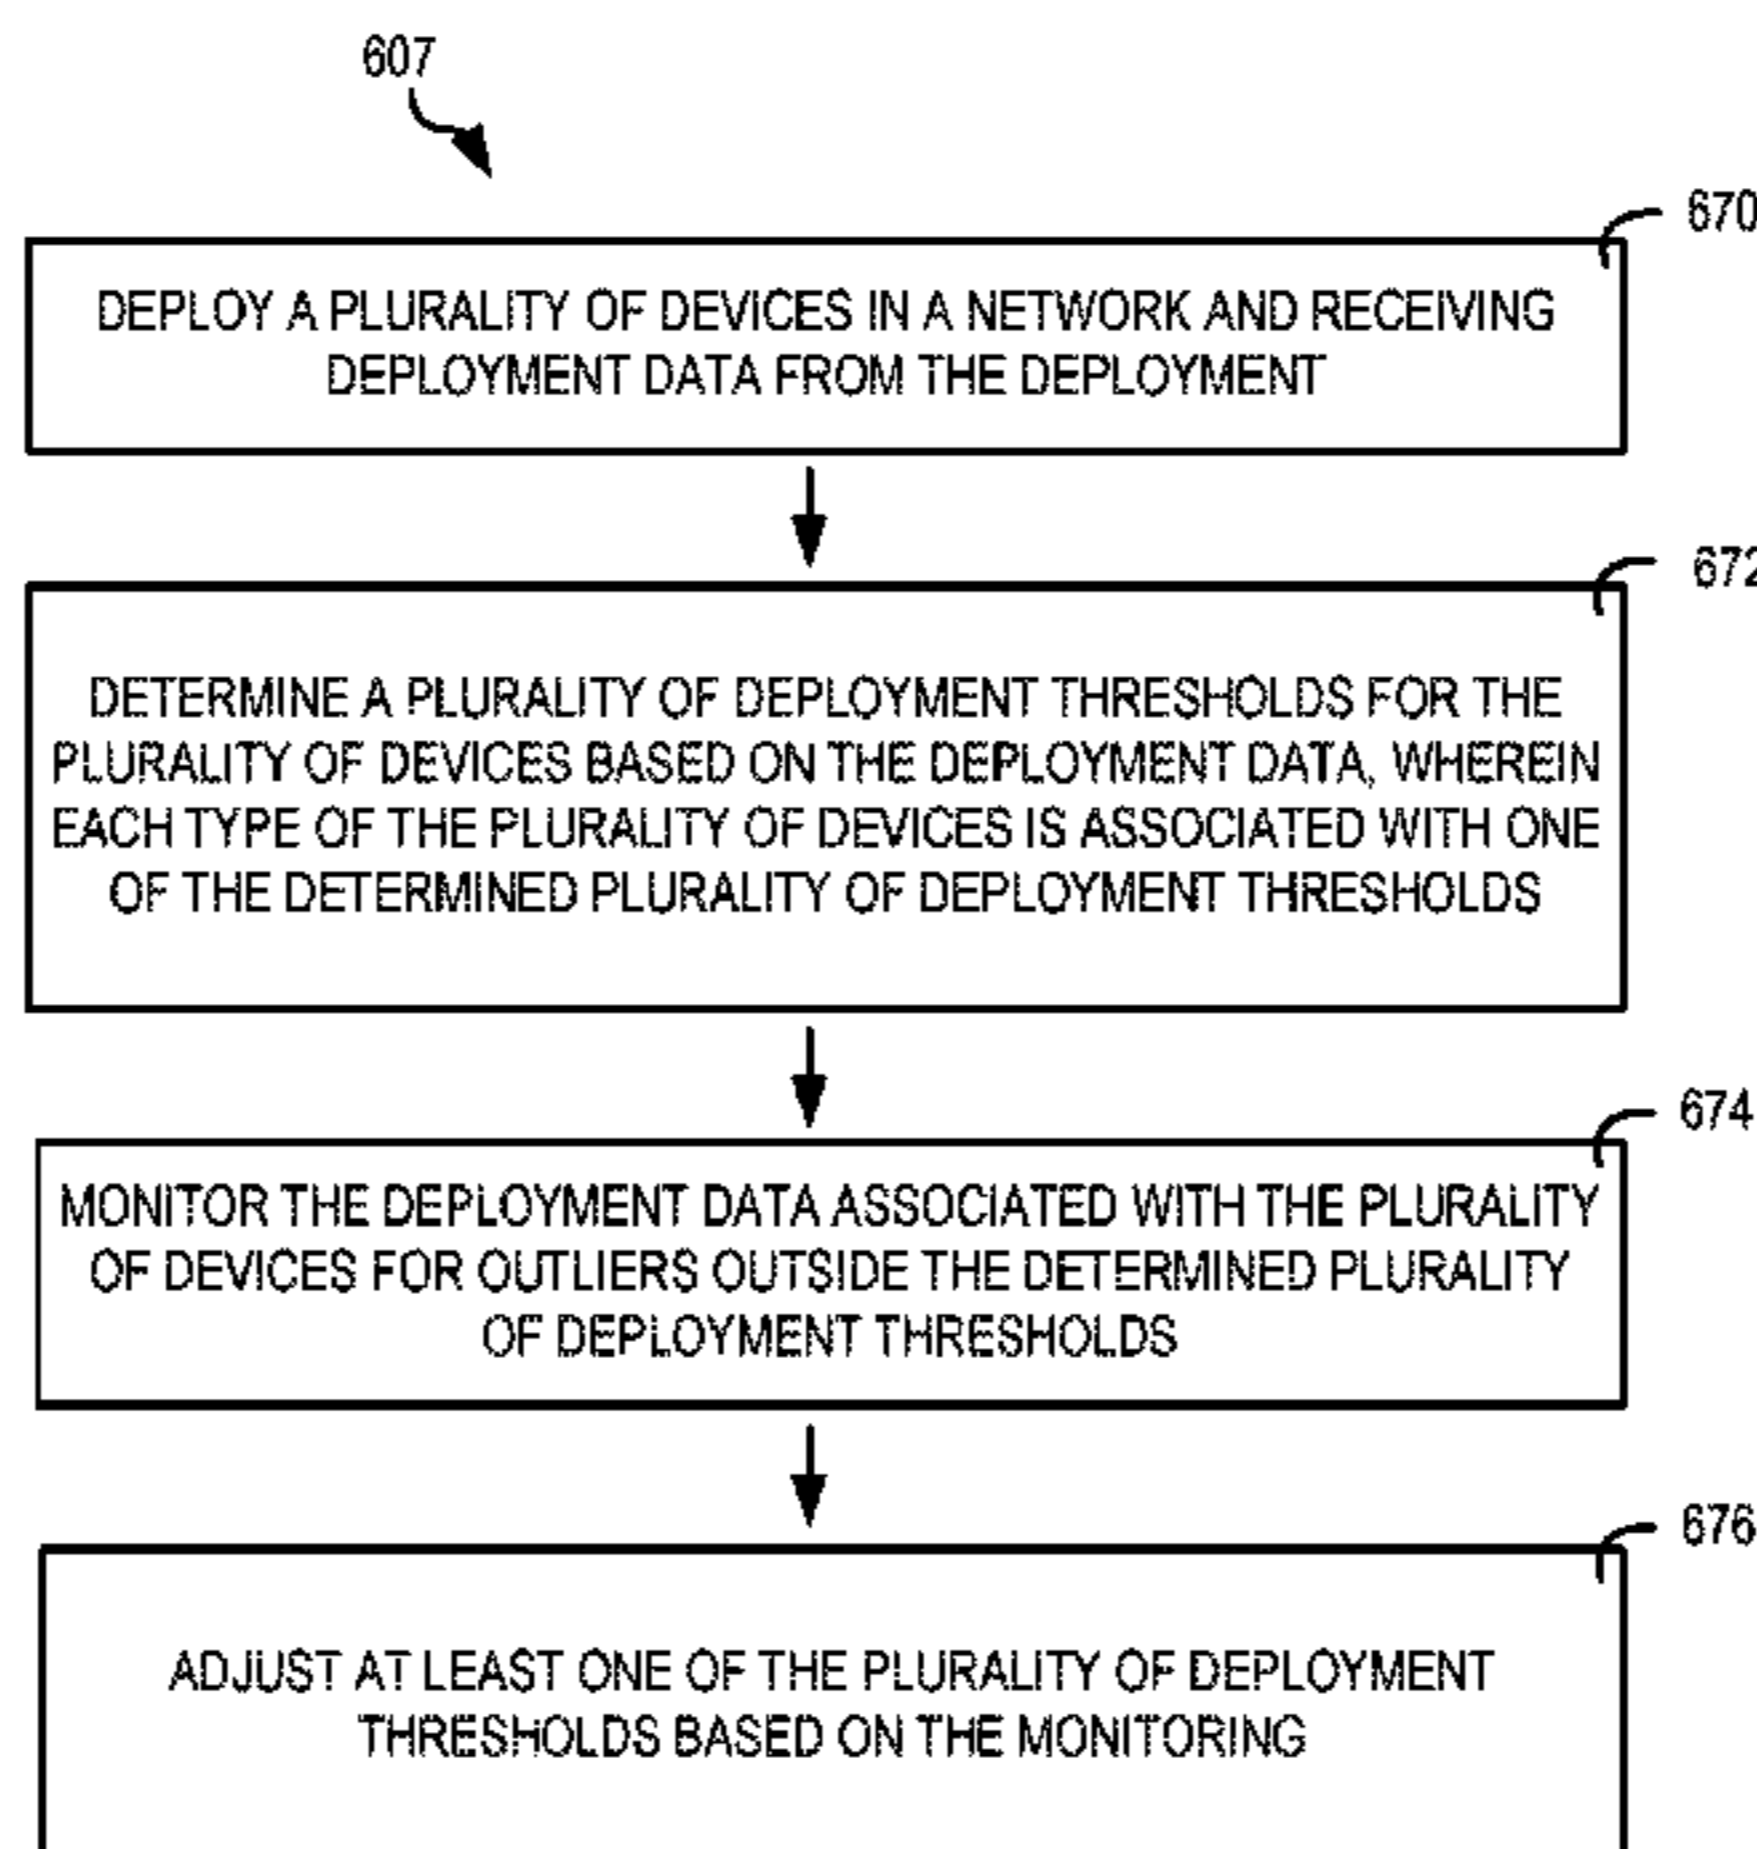 607
670
DEPLOY A PLURALITY OF DEVICES IN A NETWORK AND RECEIVING
DEPLOYMENT DATA FROM THE DEPLOYMENT
672
DETERMINE A PLURALITY OF DEPLOYMENT THRESHOLDS FOR THE
PLURALITY OF DEVICES BASED ON THE DEPLOYMENT DATA, WHEREIN
EACH TYPE OF THE PLURALITY OF DEVICES IS ASSOCIATED WITH ONE
OF THE DETERMINED PLURALITY OF DEPLOYMENT THRESHOLDS
674
MONITOR THE DEPLOYMENT DATA ASSOCIATED WITH THE PLURALITY
OF DEVICES FOR OUTLIERS OUTSIDE THE DETERMINED PLURALITY
OF DEPLOYMENT THRESHOLDS
676
ADJUST AT LEAST ONE OF THE PLURALITY OF DEPLOYMENT
THRESHOLDS BASED ON THE MONITORING